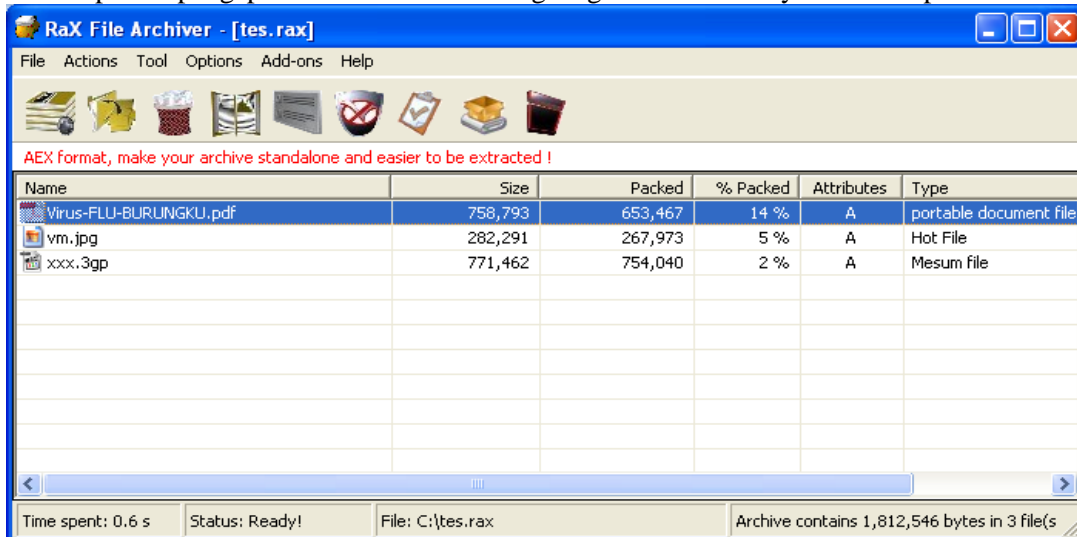 RaX File Archiver - [tes.rax]
File Actions Tool Options Add-ons Help
AEX format, make your archive standalone and easier to be extracted !
Name Size Packed % Packed Attributes Type
Virus-FLU-BURUNGKU.pdf 758,793 653,467 14 % A portable document file
vm.jpg 282,291 267,973 5 % A Hot File
xxx.3gp 771,462 754,040 2 % A Mesum file
Time spent: 0.6 s Status: Ready! File: C:\tes.rax Archive contains 1,812,546 bytes in 3 file(s